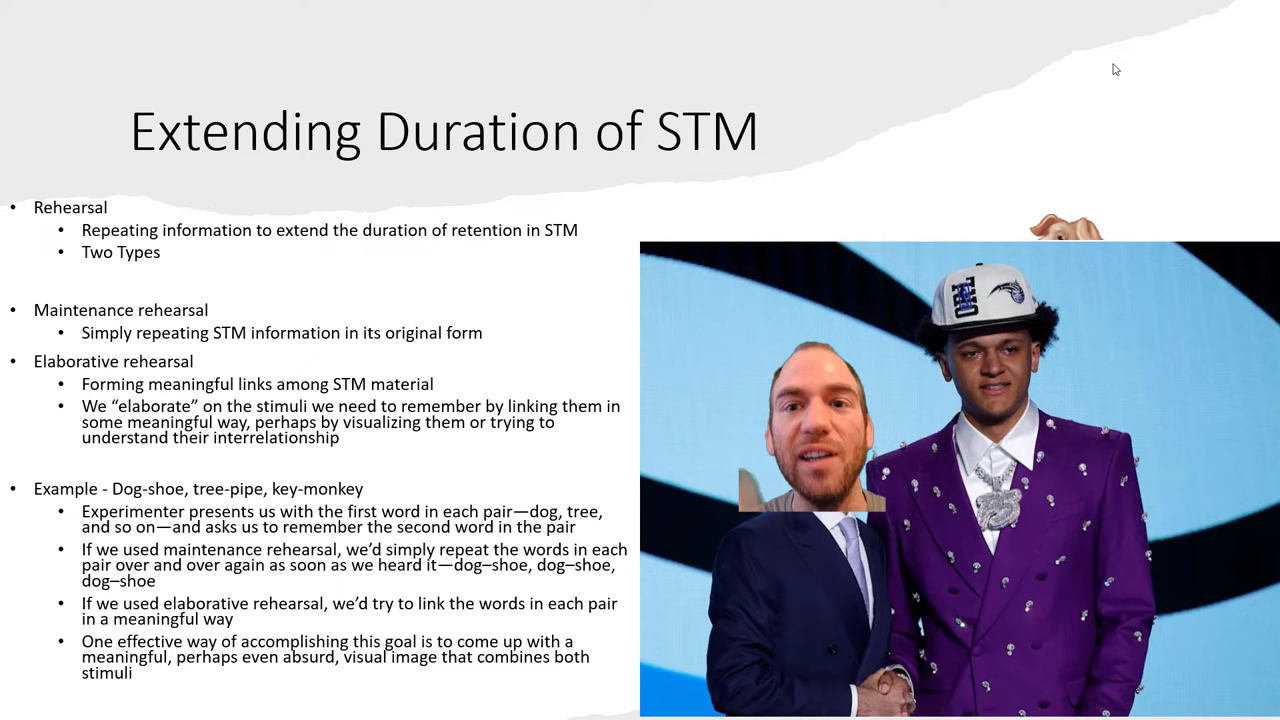 Extending Duration of STM
• Rehearsal
• Repeating information to extend the duration of retention in STM
• Two Types
• Maintenance rehearsal
• Simply repeating STM information in its original form
• Elaborative rehearsal
• Forming meaningful links among STM material
• We “elaborate” on the stimuli we need to remember by linking them in
some meaningful way, perhaps by visualizing them or trying to
understand their interrelationship
• Example - Dog-shoe, tree-pipe, key-monkey
• Experimenter presents us with the first word in each pair—dog, tree,
and so on—and asks us to remember the second word in the pair
• If we used maintenance rehearsal, we’d simply repeat the words in each
pair over and over again as soon as we heard it—dog–shoe, dog–shoe,
dog–shoe
• If we used elaborative rehearsal, we’d try to link the words in each pair
in a meaningful way
• One effective way of accomplishing this goal is to come up with a
meaningful, perhaps even absurd, visual image that combines both
stimuli